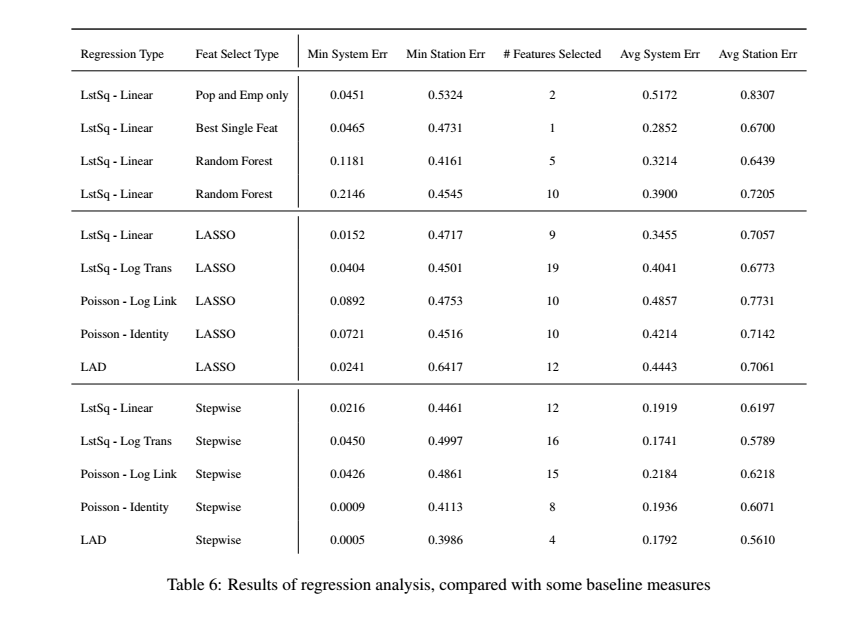 Regression Type Feat Select Type Min System Err Min Station Err # Features Selected Avg System Err Avg Station Err
LstSq - Linear Pop and Emp only 0.0451 0.5324 2 0.5172 0.8307
LstSq - Linear Best Single Feat 0.0465 0.4731 1 0.2852 0.6700
LstSq - Linear Random Forest 0.1181 0.4161 5 0.3214 0.6439
LstSq - Linear Random Forest 0.2146 0.4545 10 0.3900 0.7205
LstSq - Linear LASSO 0.0152 0.4717 9 0.3455 0.7057
LstSq - Log Trans LASSO 0.0404 0.4501 19 0.4041 0.6773
Poisson - Log Link LASSO 0.0892 0.4753 10 0.4857 0.7731
Poisson - Identity LASSO 0.0721 0.4516 10 0.4214 0.7142
LAD LASSO 0.0241 0.6417 12 0.4443 0.7061
LstSq - Linear Stepwise 0.0216 0.4461 12 0.1919 0.6197
LstSq - Log Trans Stepwise 0.0450 0.4997 16 0.1741 0.5789
Poisson - Log Link Stepwise 0.0426 0.4861 15 0.2184 0.6218
Poisson - Identity Stepwise 0.0009 0.4113 8 0.1936 0.6071
LAD Stepwise 0.0005 0.3986 4 0.1792 0.5610
Table 6: Results of regression analysis, compared with some baseline measures